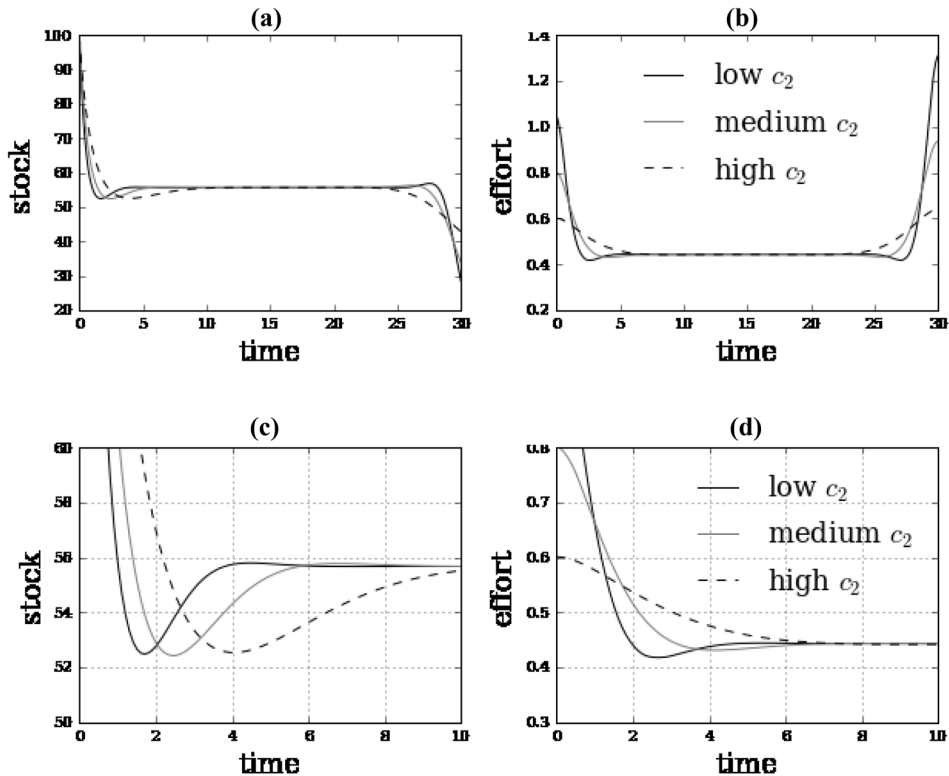 (a)
100
90
80
70
60
50
40
30
20
stock
0 5 10 15 20 25 30
time
(b)
1.4
1.2
1.0
0.8
0.6
0.4
0.2
effort
low c₂
medium c₂
high c₂
0 5 10 15 20 25 30
time
(c)
60
58
56
54
52
50
stock
0 2 4 6 8 10
time
(d)
0.8
0.7
0.6
0.5
0.4
0.3
effort
low c₂
medium c₂
high c₂
0 2 4 6 8 10
time